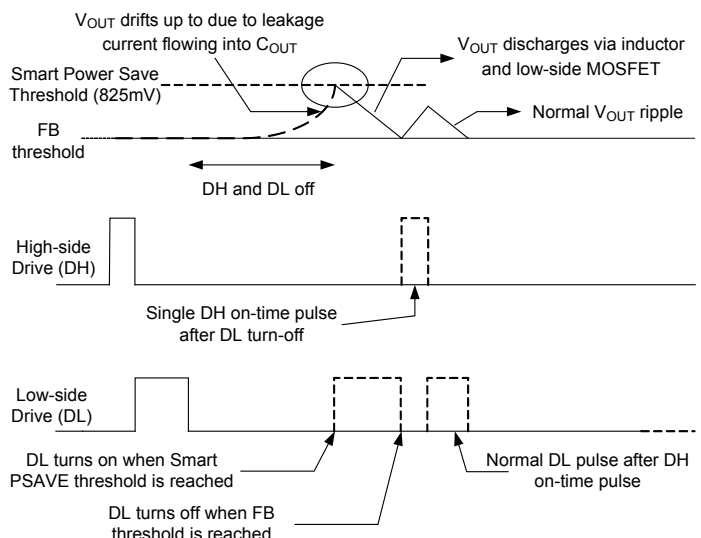 VOUT drifts up to due to leakage
current flowing into COUT
VOUT discharges via inductor
and low-side MOSFET
Smart Power Save
Threshold (825mV)
Normal VOUT ripple
FB
threshold
DH and DL off
High-side
Drive (DH)
Single DH on-time pulse
after DL turn-off
Low-side
Drive (DL)
DL turns on when Smart
PSAVE threshold is reached
Normal DL pulse after DH
on-time pulse
DL turns off when FB
threshold is reached